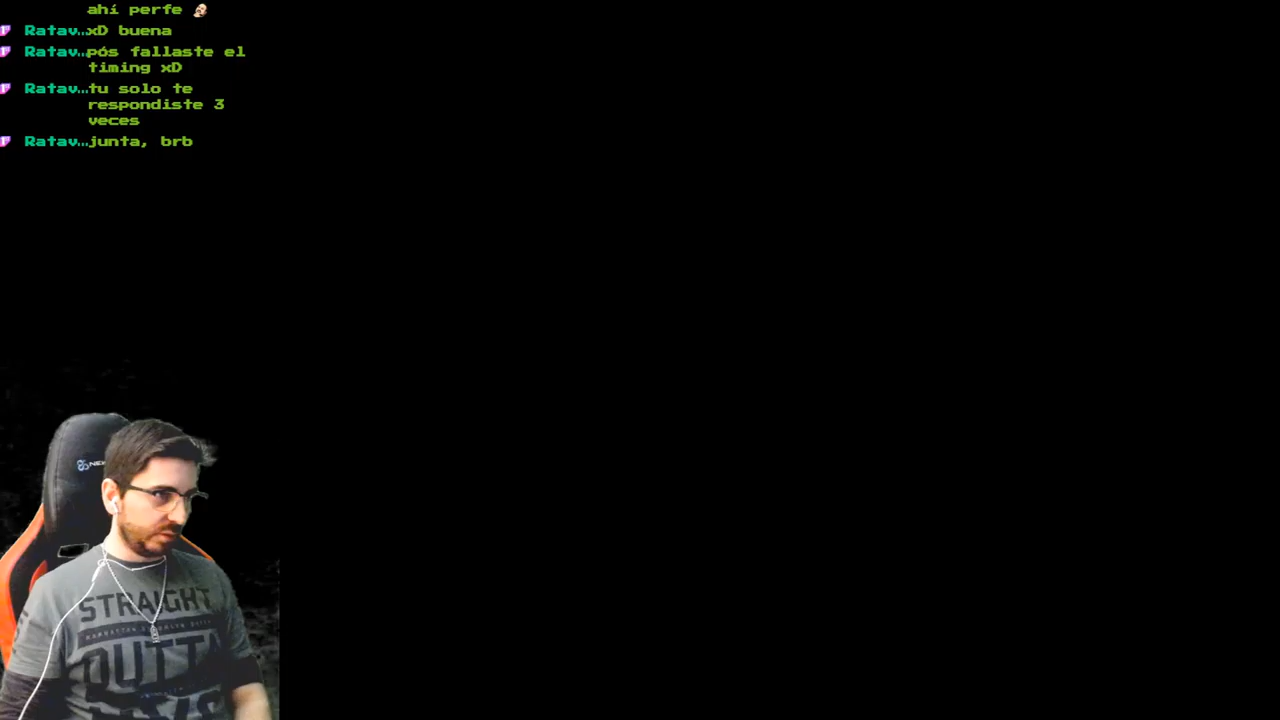 ahí perfe
Ratav…xD buena
Ratav…pós fallaste el
timing xD
Ratav…tu solo te
respondiste 3
veces
Ratav…junta, brb
STRAIGHT
OUTTA